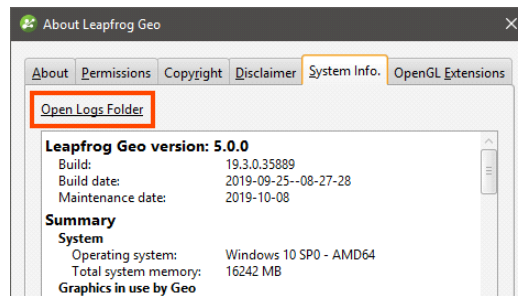 About Leapfrog Geo
About Permissions Copyright Disclaimer System Info. OpenGL Extensions
Open Logs Folder
Leapfrog Geo version: 5.0.0
Build: 19.3.0.35889
Build date: 2019-09-25--08-27-28
Maintenance date: 2019-10-08
Summary
System
Operating system: Windows 10 SP0 - AMD64
Total system memory: 16242 MB
Graphics in use by Geo